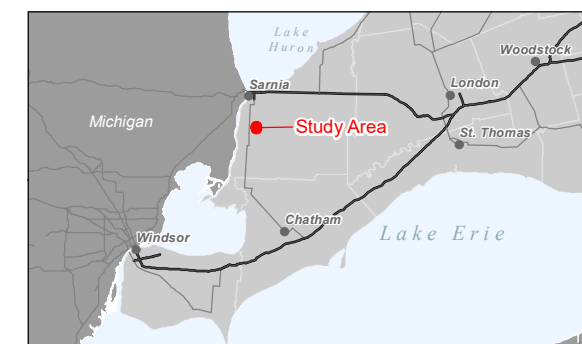 Lake
Huron
Woodstock
Sarnia
London
Michigan
Study Area
St. Thomas
Chatham
Lake Erie
Windsor